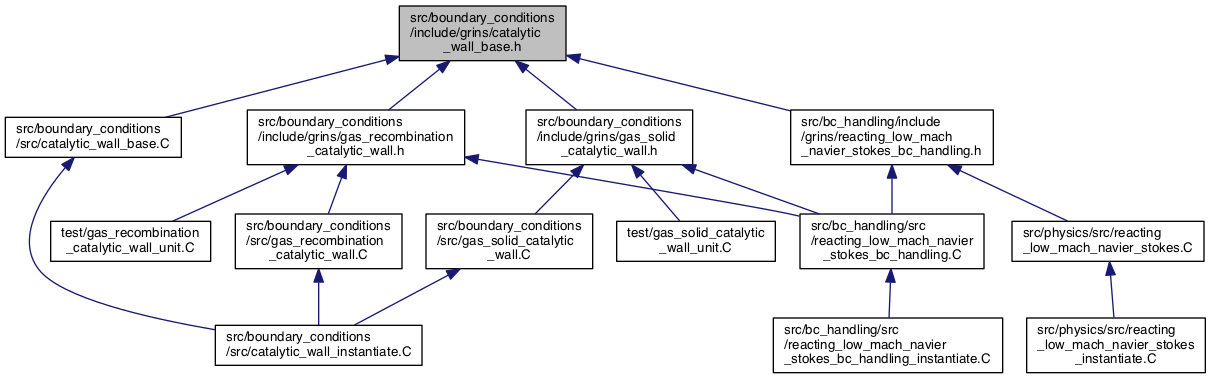 src/boundary_conditions
/include/grins/catalytic
_wall_base.h
src/boundary_conditions
/src/catalytic_wall_base.C
src/boundary_conditions
/include/grins/gas_recombination
_catalytic_wall.h
src/boundary_conditions
/include/grins/gas_solid
_catalytic_wall.h
src/bc_handling/include
/grins/reacting_low_mach
_navier_stokes_bc_handling.h
test/gas_recombination
_catalytic_wall_unit.C
src/boundary_conditions
/src/gas_recombination
_catalytic_wall.C
src/boundary_conditions
/src/gas_solid_catalytic
_wall.C
test/gas_solid_catalytic
_wall_unit.C
src/bc_handling/src
/reacting_low_mach_navier
_stokes_bc_handling.C
src/physics/src/reacting
_low_mach_navier_stokes.C
src/boundary_conditions
/src/catalytic_wall_instantiate.C
src/bc_handling/src
/reacting_low_mach_navier
_stokes_bc_handling_instantiate.C
src/physics/src/reacting
_low_mach_navier_stokes
_instantiate.C